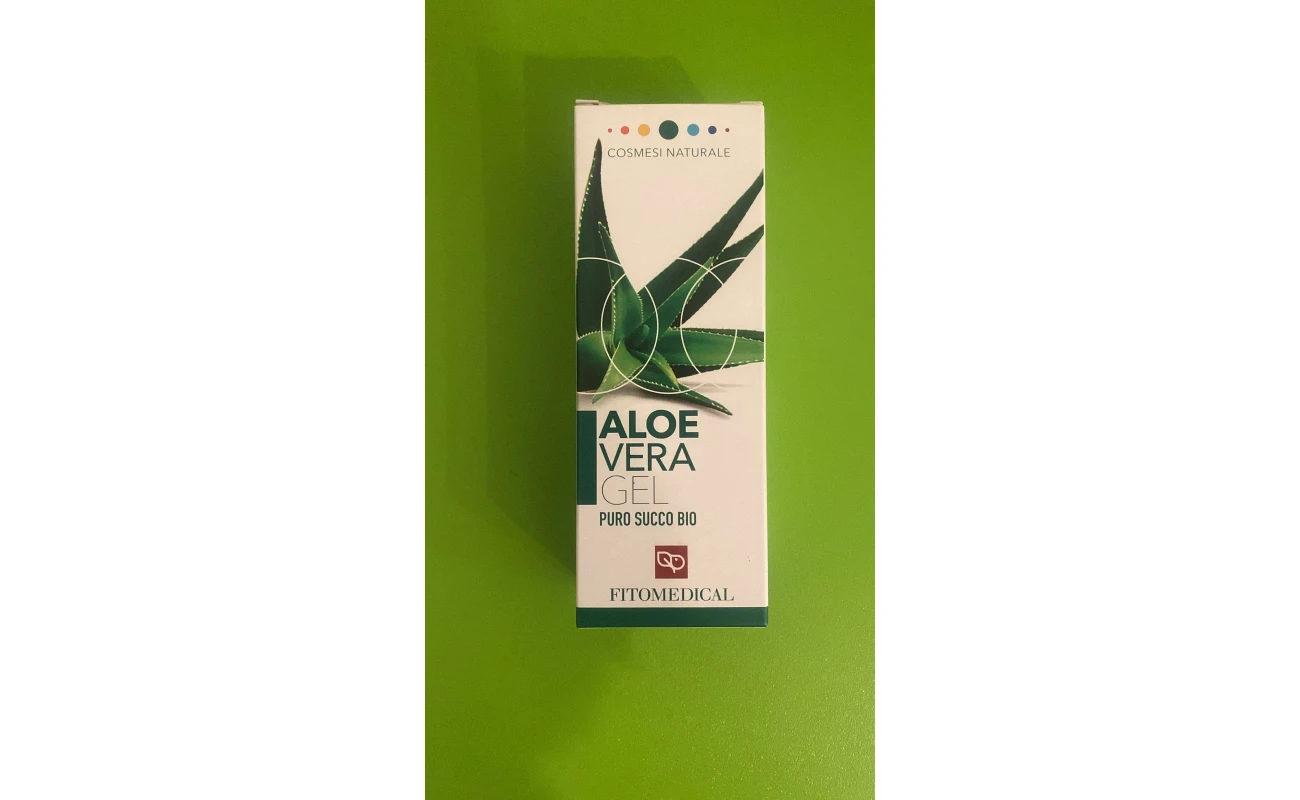 COSMESI NATURALE
ALOE
VERA
GEL
PURO SUCCO BIO
FITOMEDICAL